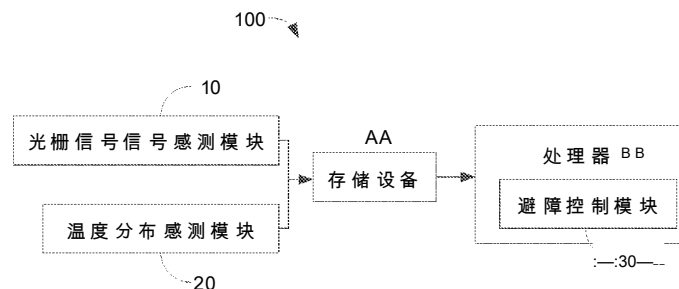 100
10
光栅信号信号感测模块
AA
存储设备
处理器 BB
避障控制模块
温度分布感测模块
:—:30—--
20